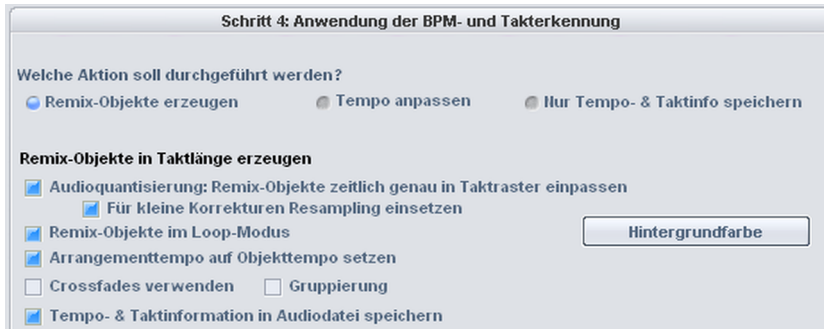 Schritt 4: Anwendung der BPM- und Takterkennung
Welche Aktion soll durchgeführt werden?
Remix-Objekte erzeugen Tempo anpassen Nur Tempo- & Taktinfo speichern
Remix-Objekte in Taktlänge erzeugen
Audioquantisierung: Remix-Objekte zeitlich genau in Taktraster einpassen
Für kleine Korrekturen Resampling einsetzen
Remix-Objekte im Loop-Modus Hintergrundfarbe
Arrangementtempo auf Objekttempo setzen
Crossfades verwenden Gruppierung
Tempo- & Taktinformation in Audiodatei speichern